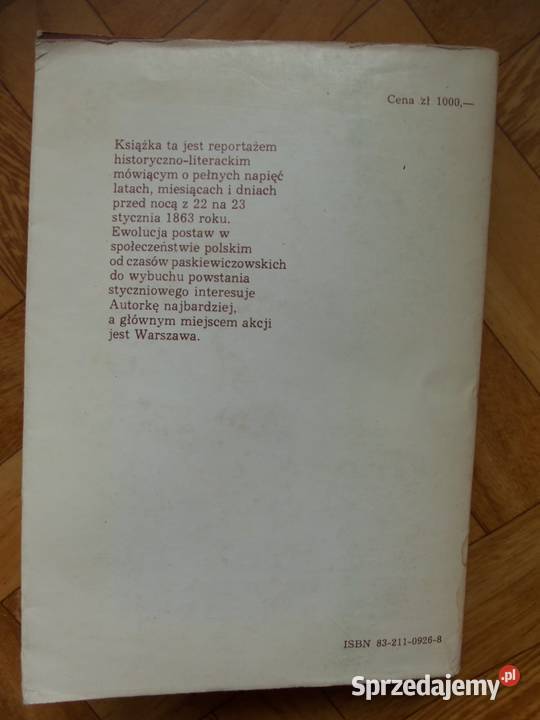 Cena zł 1000,—
Książka ta jest reportażem
historyczno-literackim
mówiącym o pełnych napięć
latach, miesiącach i dniach
przed nocą z 22 na 23
stycznia 1863 roku.
Ewolucja postaw w
społeczeństwie polskim
od czasów paskiewiczowskich
do wybuchu powstania
styczniowego interesuje
Autorkę najbardziej,
a głównym miejscem akcji
jest Warszawa.
ISBN 83-211-0926-8
Sprzedajemy.pl